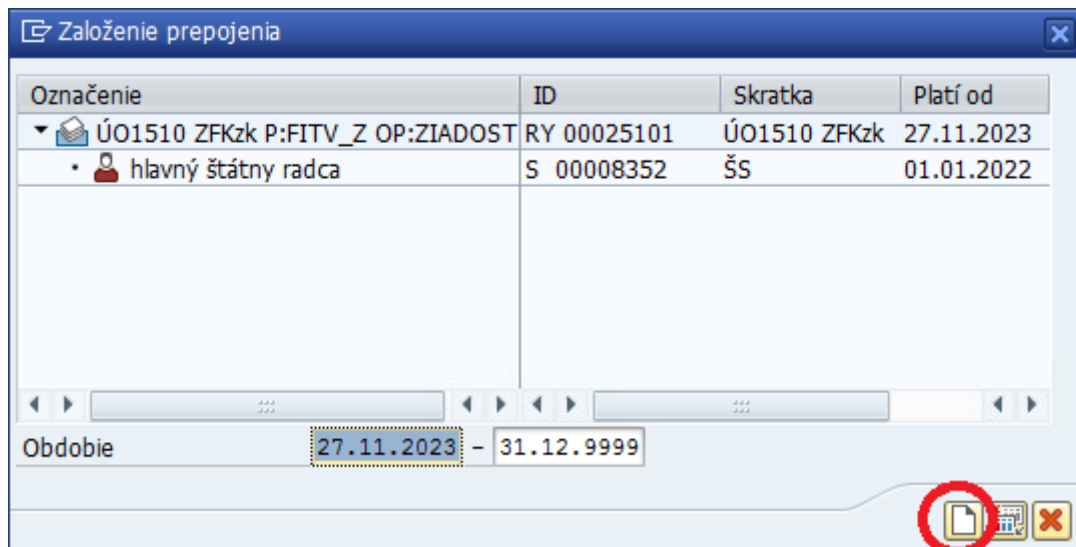 Založenie prepojenia
Označenie ID Skratka Platí od
ÚO1510 ZFKzk P:FITV_Z OP:ZIADOST RY 00025101 ÚO1510 ZFKzk 27.11.2023
hlavný štátny radca S 00008352 ŠS 01.01.2022
Obdobie 27.11.2023 – 31.12.9999